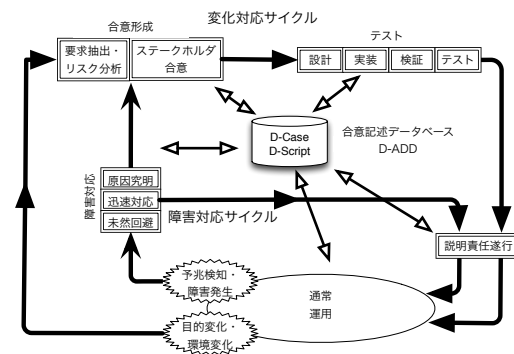 変化対応サイクル
合意形成
テスト
要求抽出・
リスク分析
ステークホルダ
合意
設計
実装
検証
テスト
D-Case
D-Script
合意記述データベース
D-ADD
障害対応
原因究明
迅速対応
未然回避
障害対応サイクル
説明責任遂行
予兆検知・
障害発生
通常
運用
目的変化・
環境変化